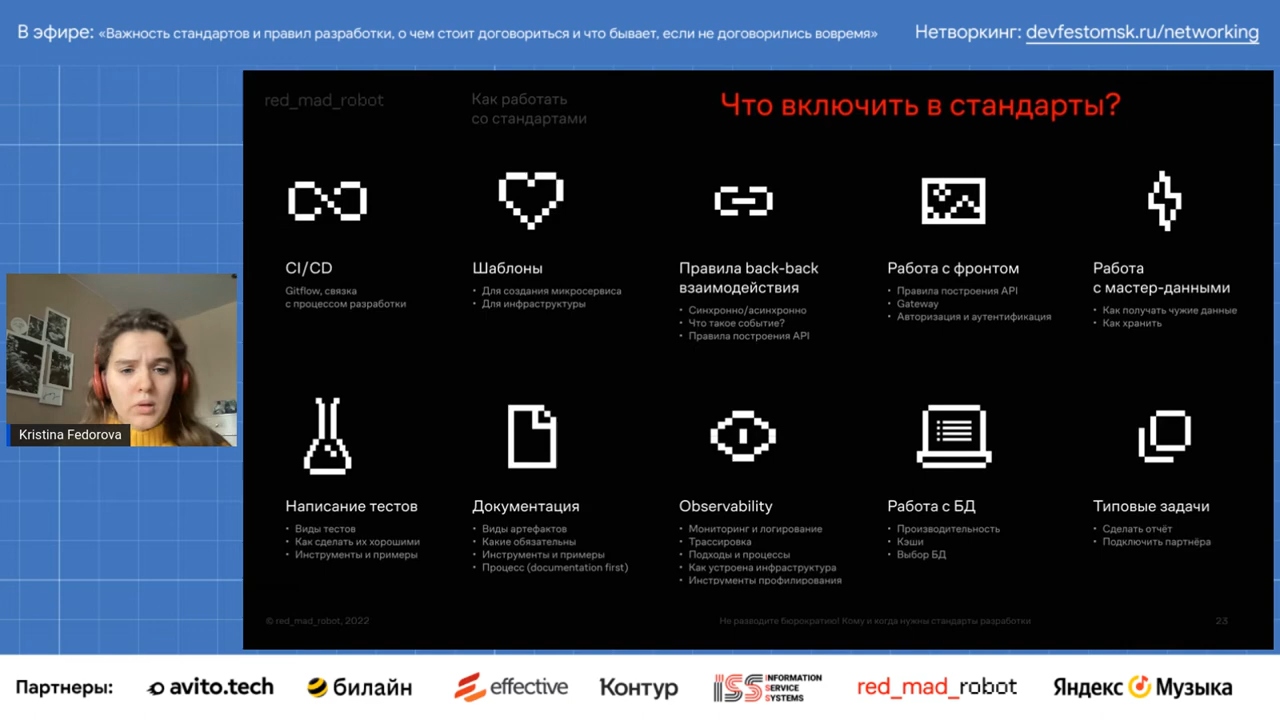 В эфире: «Важность стандартов и правил разработки, о чем стоит договориться и что бывает, если не договорились вовремя»
Нетворкинг: devfestomsk.ru/networking
red_mad_robot
Как работать
со стандартами
Что включить в стандарты?
CI/CD
Gitflow, связка
с процессом разработки
Шаблоны
• Для создания микросервиса
• Для инфраструктуры
Правила back-back
взаимодействия
• Синхронно/асинхронно
• Что такое событие?
• Правила построения API
Работа с фронтом
• Правила построения API
• Gateway
• Авторизация и аутентификация
Работа
с мастер-данными
• Как получать чужие данные
• Как хранить
Kristina Fedorova
Написание тестов
• Виды тестов
• Как сделать их хорошими
• Инструменты и примеры
Документация
• Виды артефактов
• Какие обязательны
• Инструменты и примеры
• Процесс (documentation first)
Observability
• Мониторинг и логирование
• Трассировка
• Подходы и процессы
• Как устроена инфраструктура
• Инструменты профилирования
Работа с БД
• Производительность
• Кэши
• Выбор БД
Типовые задачи
• Сделать отчёт
• Подключить партнёра
© red_mad_robot, 2022
Не разводите бюрократию! Кому и когда нужны стандарты разработки
23
Партнеры:
avito.tech
билайн
effective
Контур
ISS INFORMATION
SERVICE
SYSTEMS
red_mad_robot
Яндекс Музыка